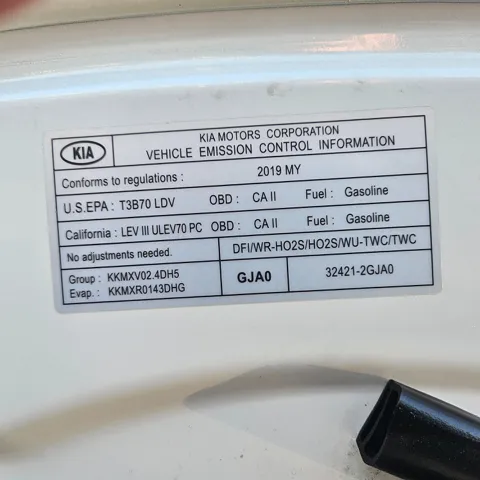 KIA
KIA MOTORS CORPORATION
VEHICLE EMISSION CONTROL INFORMATION
Conforms to regulations : 2019 MY
U.S.EPA : T3B70 LDV OBD : CA II Fuel : Gasoline
California : LEV III ULEV70 PC OBD : CA II Fuel : Gasoline
No adjustments needed. DFI/WR-HO2S/HO2S/WU-TWC/TWC
Group : KKMXV02.4DH5
Evap. : KKMXR0143DHG
GJA0
32421-2GJA0